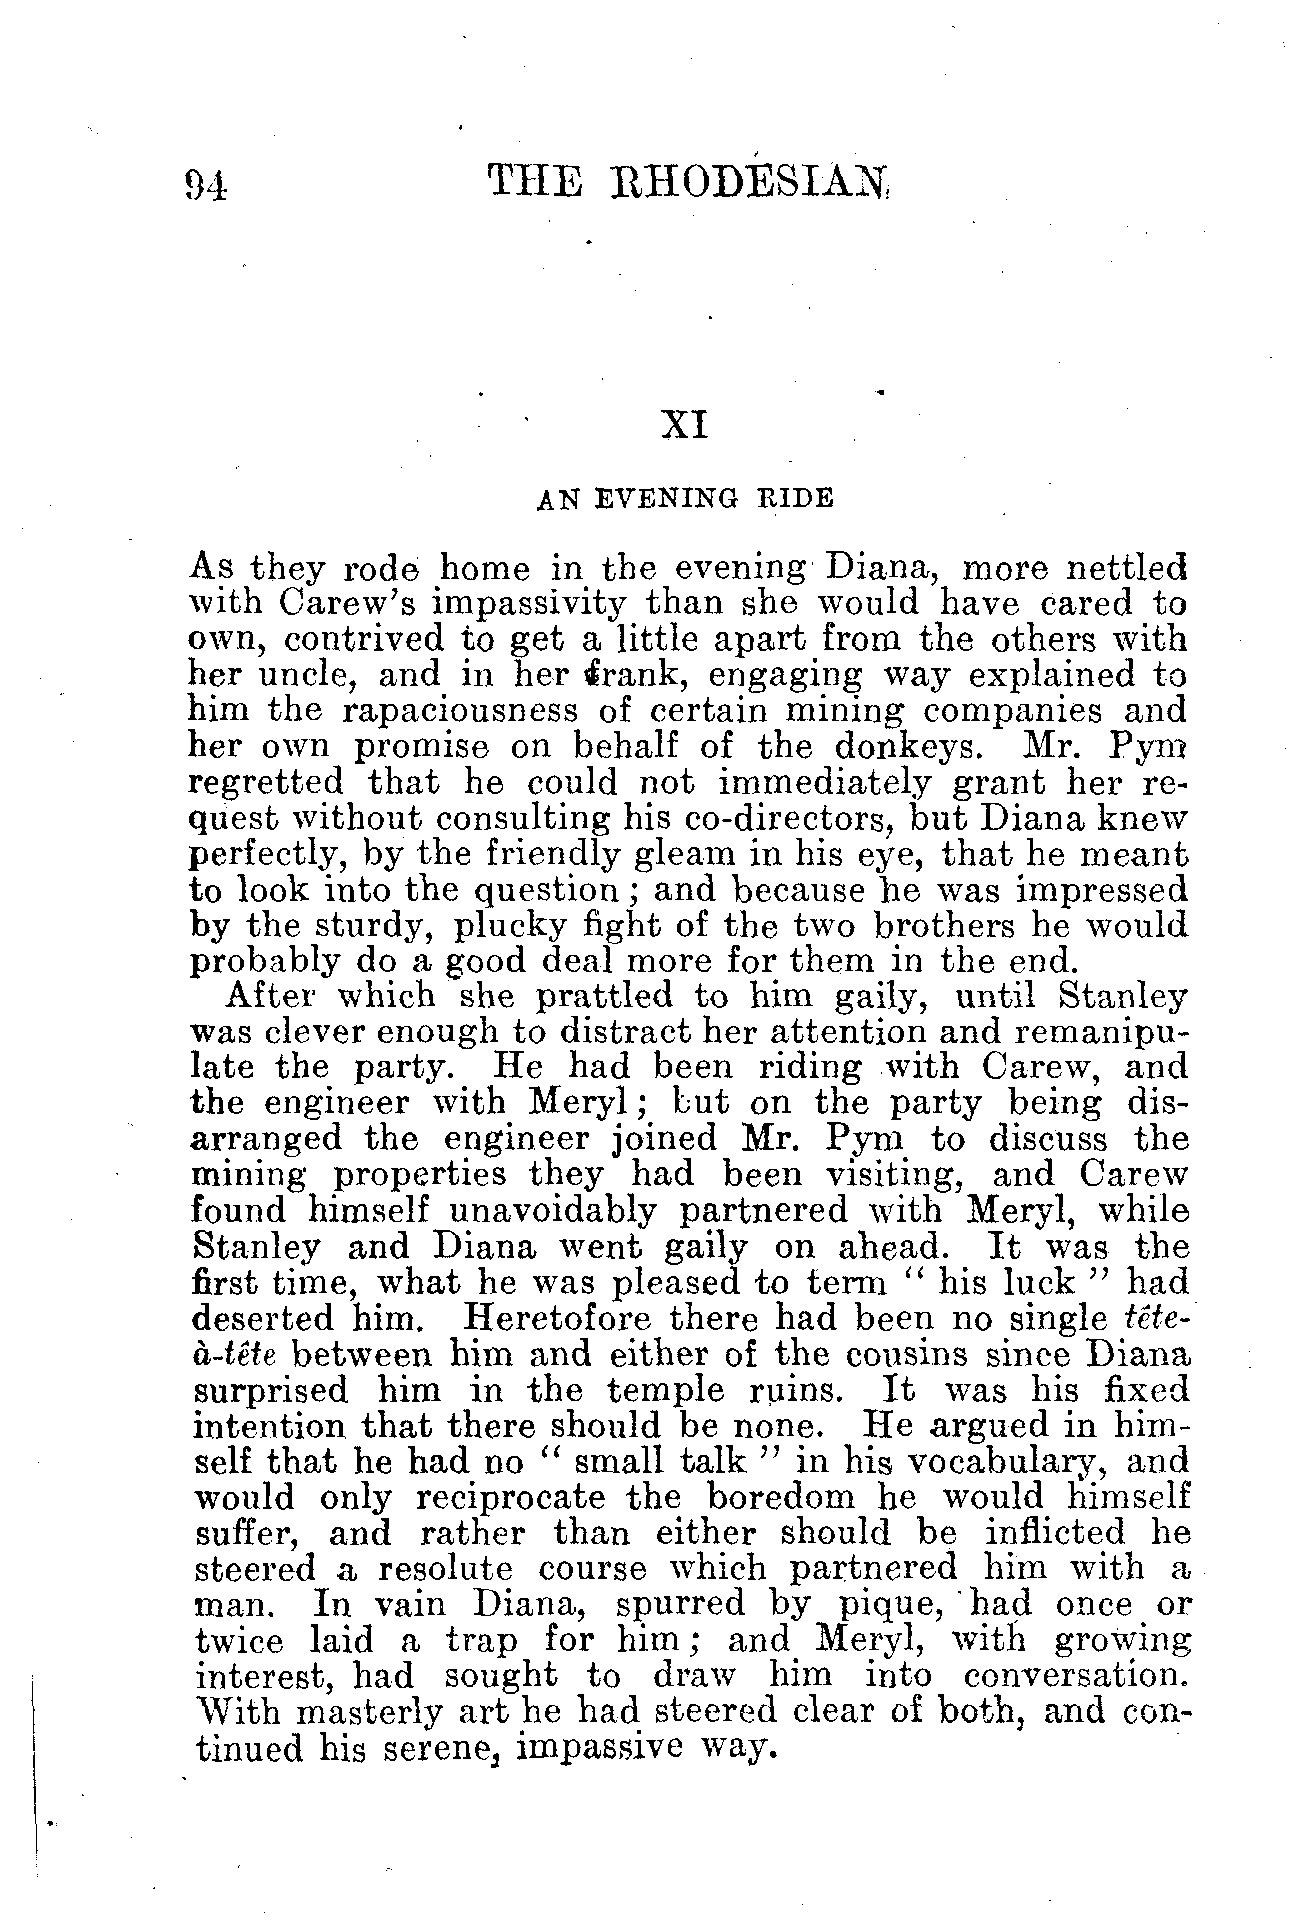 94 THE RHODESIAN
XI
AN EVENING RIDE
As they rode home in the evening Diana, more nettled
with Carew's impassivity than she would have cared to
own, contrived to get a little apart from the others with
her uncle, and in her frank, engaging way explained to
him the rapaciousness of certain mining companies and
her own promise on behalf of the donkeys. Mr. Pym
regretted that he could not immediately grant her re-
quest without consulting his co-directors, but Diana knew
perfectly, by the friendly gleam in his eye, that he meant
to look into the question; and because he was impressed
by the sturdy, plucky fight of the two brothers he would
probably do a good deal more for them in the end.
After which she prattled to him gaily, until Stanley
was clever enough to distract her attention and remanipu-
late the party. He had been riding with Carew, and
the engineer with Meryl; but on the party being dis-
arranged the engineer joined Mr. Pym to discuss the
mining properties they had been visiting, and Carew
found himself unavoidably partnered with Meryl, while
Stanley and Diana went gaily on ahead. It was the
first time, what he was pleased to term "his luck" had
deserted him. Heretofore there had been no single tête-
à-tête between him and either of the cousins since Diana
surprised him in the temple ruins. It was his fixed
intention that there should be none. He argued in him-
self that he had no "small talk" in his vocabulary, and
would only reciprocate the boredom he would himself
suffer, and rather than either should be inflicted he
steered a resolute course which partnered him with a
man. In vain Diana, spurred by pique, had once or
twice laid a trap for him; and Meryl, with growing
interest, had sought to draw him into conversation.
With masterly art he had steered clear of both, and con-
tinued his serene, impassive way.